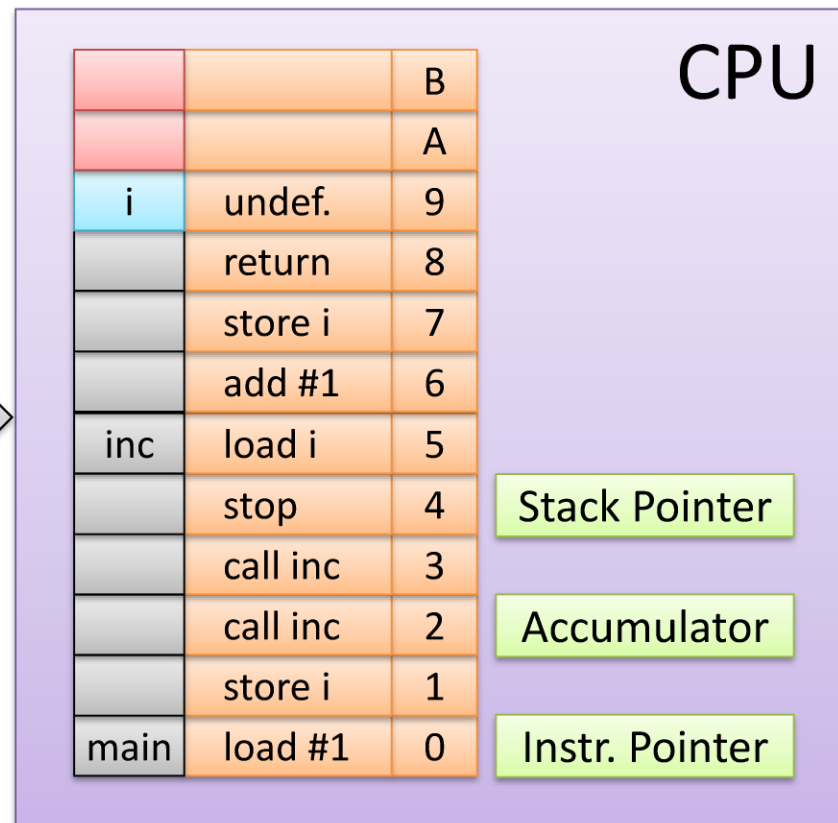 CPU
B
A
i undef. 9
return 8
store i 7
add #1 6
inc load i 5
stop 4 Stack Pointer
call inc 3
call inc 2 Accumulator
store i 1
main load #1 0 Instr. Pointer